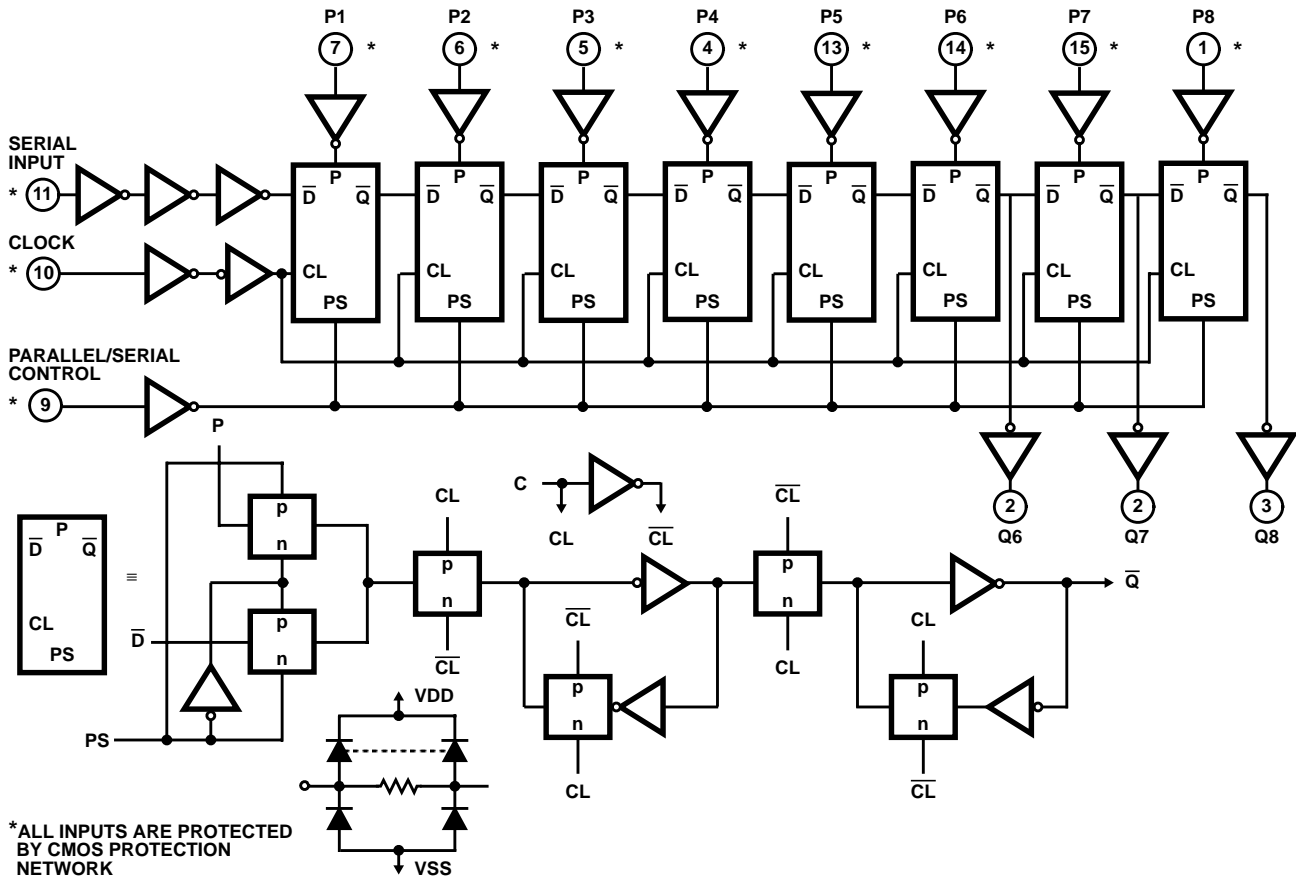 P1 P2 P3 P4 P5 P6 P7 P8
7 * 6 * 5 * 4 * 13 * 14 * 15 * 1 *
SERIAL
INPUT
* 11
P P P P P P P P
D̅ Q̅ D̅ Q̅ D̅ Q̅ D̅ Q̅ D̅ Q̅ D̅ Q̅ D̅ Q̅ D̅ Q̅
CLOCK
* 10
CL CL CL CL CL CL CL CL
PS PS PS PS PS PS PS PS
PARALLEL/SERIAL
CONTROL
* 9
2 2 3
Q6 Q7 Q8
P
D̅ Q̅
CL
PS
≡
P
p
n
D̅
p
n
PS
CL
p
n
C̅L̅
C
CL C̅L̅
C̅L̅
p
n
CL
C̅L̅
p
n
CL
CL
p
n
C̅L̅
Q̅
VDD
VSS
*ALL INPUTS ARE PROTECTED
BY CMOS PROTECTION
NETWORK